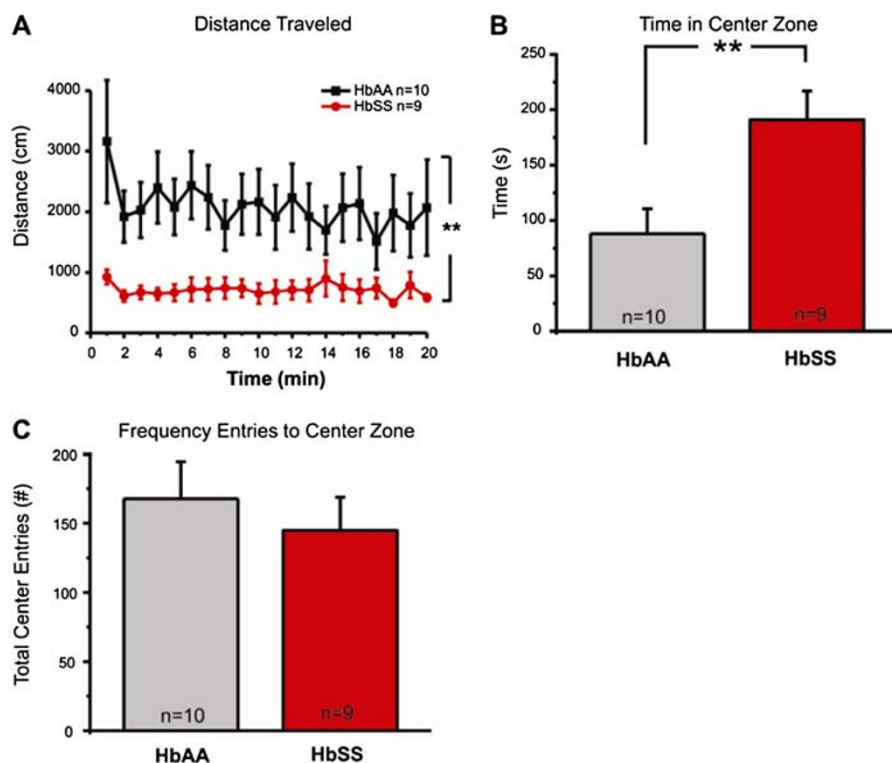 A
Distance Traveled
HbAA n=10
HbSS n=9
Distance (cm)
4000
3000
2000
1000
0
**
0 2 4 6 8 10 12 14 16 18 20
Time (min)
B
Time in Center Zone
**
Time (s)
250
200
150
100
50
0
n=10
n=9
HbAA
HbSS
C
Frequency Entries to Center Zone
Total Center Entries (#)
200
150
100
50
0
n=10
n=9
HbAA
HbSS